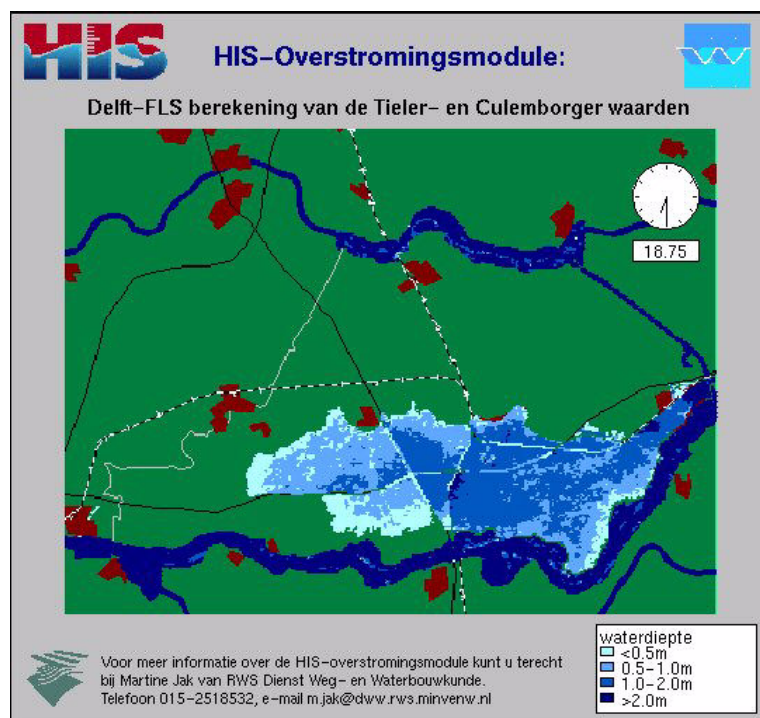 HIS
HIS-Overstromingsmodule:
Delft-FLS berekening van de Tieler- en Culemborger waarden
18.75
waterdiepte
<0.5m
0.5-1.0m
1.0-2.0m
>2.0m
Voor meer informatie over de HIS-overstromingsmodule kunt u terecht
bij Martine Jak van RWS Dienst Weg- en Waterbouwkunde.
Telefoon 015-2518532, e-mail m.jak@dww.rws.minvenw.nl